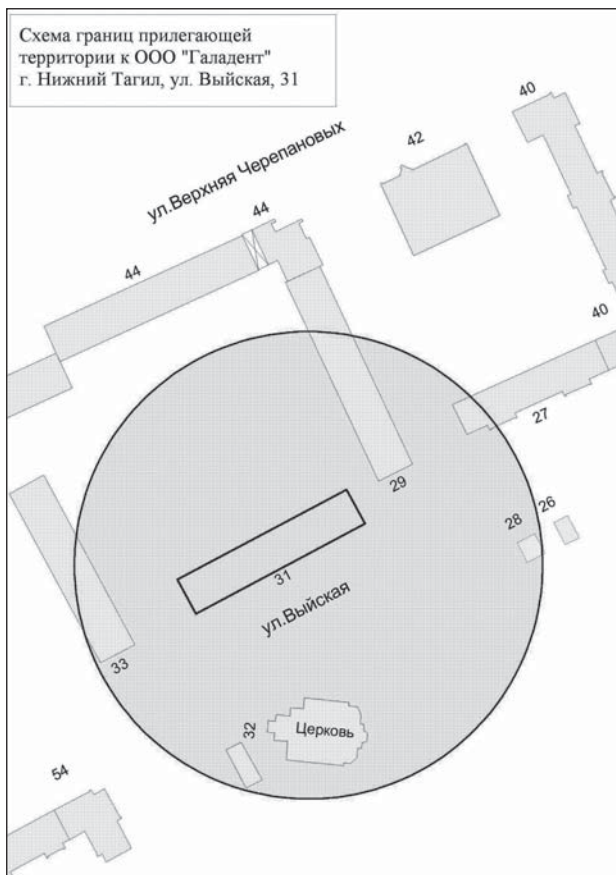 Схема границ прилегающей
территории к ООО "Галадент"
г. Нижний Тагил, ул. Выйская, 31
40
42
ул.Верхняя Черепановых
44
44
40
27
29
26
28
31
ул.Выйская
33
32
Церковь
54